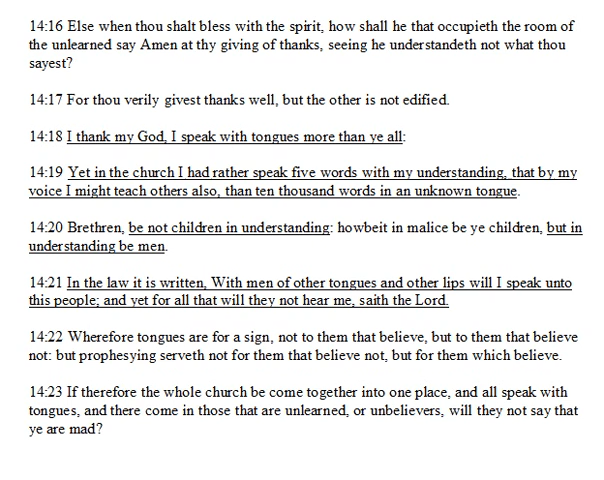 14:16 Else when thou shalt bless with the spirit, how shall he that occupieth the room of
the unlearned say Amen at thy giving of thanks, seeing he understandeth not what thou
sayest?
14:17 For thou verily givest thanks well, but the other is not edified.
14:18 I thank my God, I speak with tongues more than ye all:
14:19 Yet in the church I had rather speak five words with my understanding, that by my
voice I might teach others also, than ten thousand words in an unknown tongue.
14:20 Brethren, be not children in understanding: howbeit in malice be ye children, but in
understanding be men.
14:21 In the law it is written, With men of other tongues and other lips will I speak unto
this people; and yet for all that will they not hear me, saith the Lord.
14:22 Wherefore tongues are for a sign, not to them that believe, but to them that believe
not: but prophesying serveth not for them that believe not, but for them which believe.
14:23 If therefore the whole church be come together into one place, and all speak with
tongues, and there come in those that are unlearned, or unbelievers, will they not say that
ye are mad?